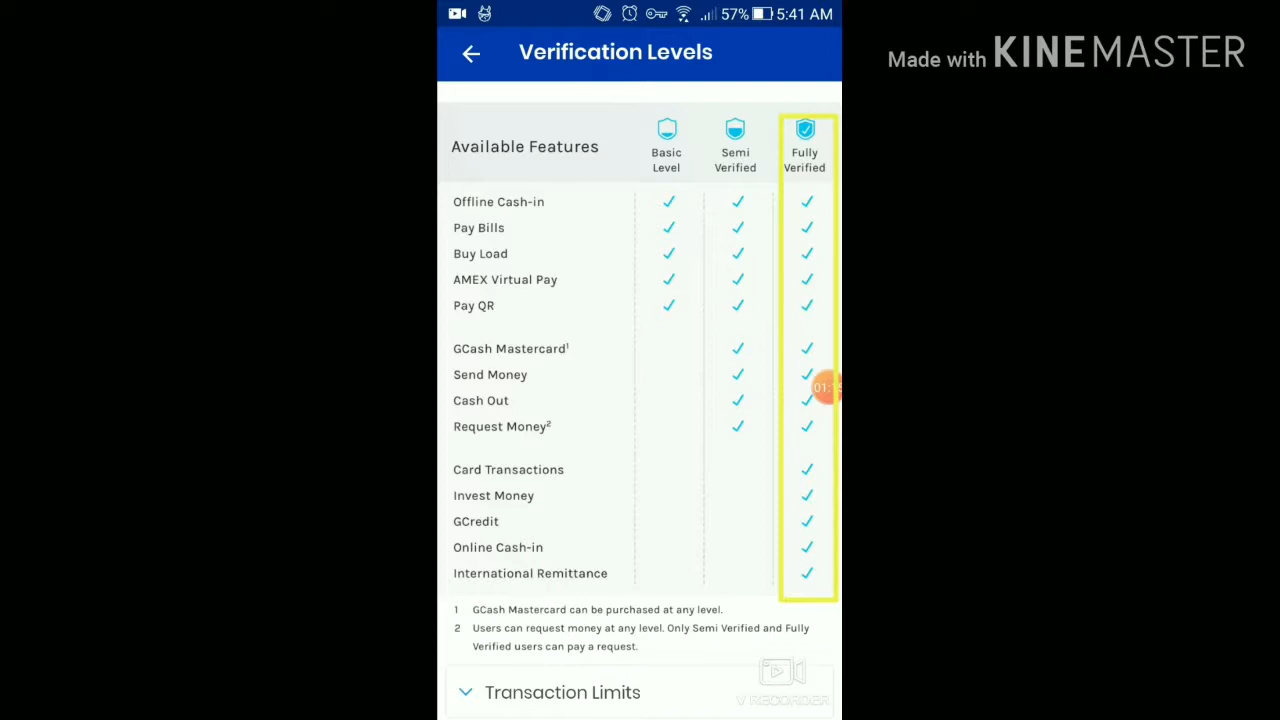 57% 5:41 AM
Verification Levels
Made with KINEMASTER
Available Features
Basic
Level
Semi
Verified
Fully
Verified
Offline Cash-in
Pay Bills
Buy Load
AMEX Virtual Pay
Pay QR
GCash Mastercard¹
Send Money
Cash Out
Request Money²
Card Transactions
Invest Money
GCredit
Online Cash-in
International Remittance
1 GCash Mastercard can be purchased at any level.
2 Users can request money at any level. Only Semi Verified and Fully
Verified users can pay a request.
Transaction Limits
V RECORDER